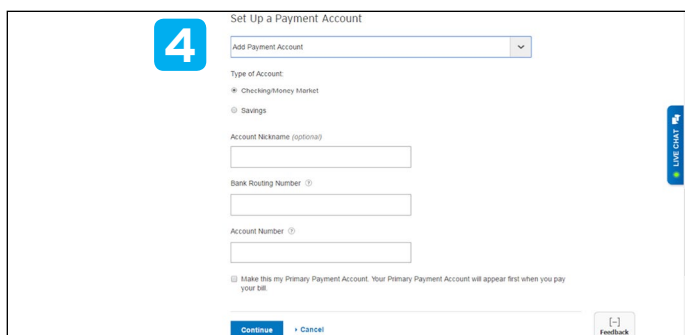 Set Up a Payment Account
4
Add Payment Account
Type of Account:
Checking/Money Market
Savings
Account Nickname (optional)
Bank Routing Number ?
Account Number ?
Make this my Primary Payment Account. Your Primary Payment Account will appear first when you pay
your bill.
Continue
Cancel
LIVE CHAT
[–]
Feedback